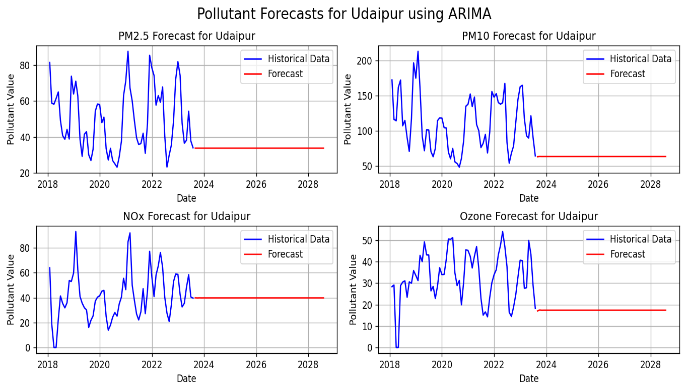 Pollutant Forecasts for Udaipur using ARIMA
PM2.5 Forecast for Udaipur
Pollutant Value
80
60
40
20
Historical Data
Forecast
2018 2020 2022 2024 2026 2028
Date
PM10 Forecast for Udaipur
Pollutant Value
200
150
100
50
Historical Data
Forecast
2018 2020 2022 2024 2026 2028
Date
NOx Forecast for Udaipur
Pollutant Value
80
60
40
20
0
Historical Data
Forecast
2018 2020 2022 2024 2026 2028
Date
Ozone Forecast for Udaipur
Pollutant Value
50
40
30
20
10
0
Historical Data
Forecast
2018 2020 2022 2024 2026 2028
Date